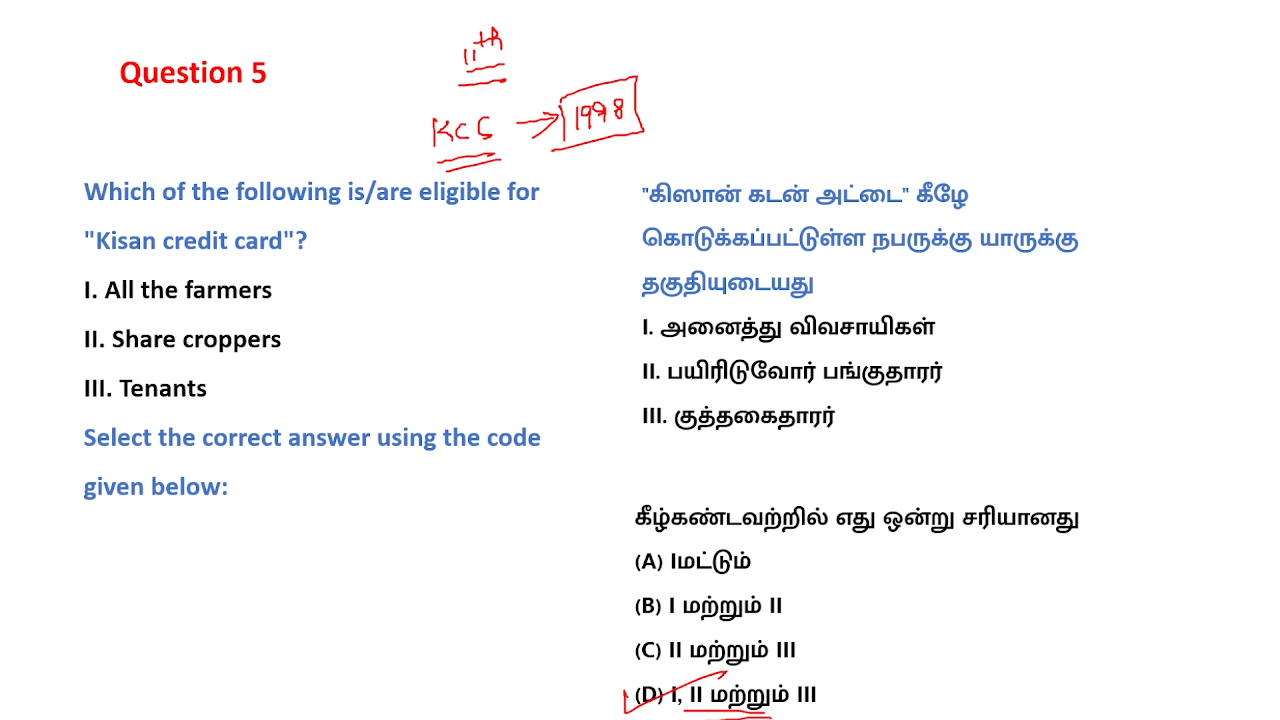 Question 5
11th
KCC → 1998
Which of the following is/are eligible for
"Kisan credit card"?
I. All the farmers
II. Share croppers
III. Tenants
Select the correct answer using the code
given below:
"கிஸான் கடன் அட்டை" கீழே
கொடுக்கப்பட்டுள்ள நபருக்கு யாருக்கு
தகுதியுடையது
I. அனைத்து விவசாயிகள்
II. பயிரிடுவோர் பங்குதாரர்
III. குத்தகைதாரர்
கீழ்கண்டவற்றில் எது ஒன்று சரியானது
(A) Iமட்டும்
(B) I மற்றும் II
(C) II மற்றும் III
(D) I, II மற்றும் III